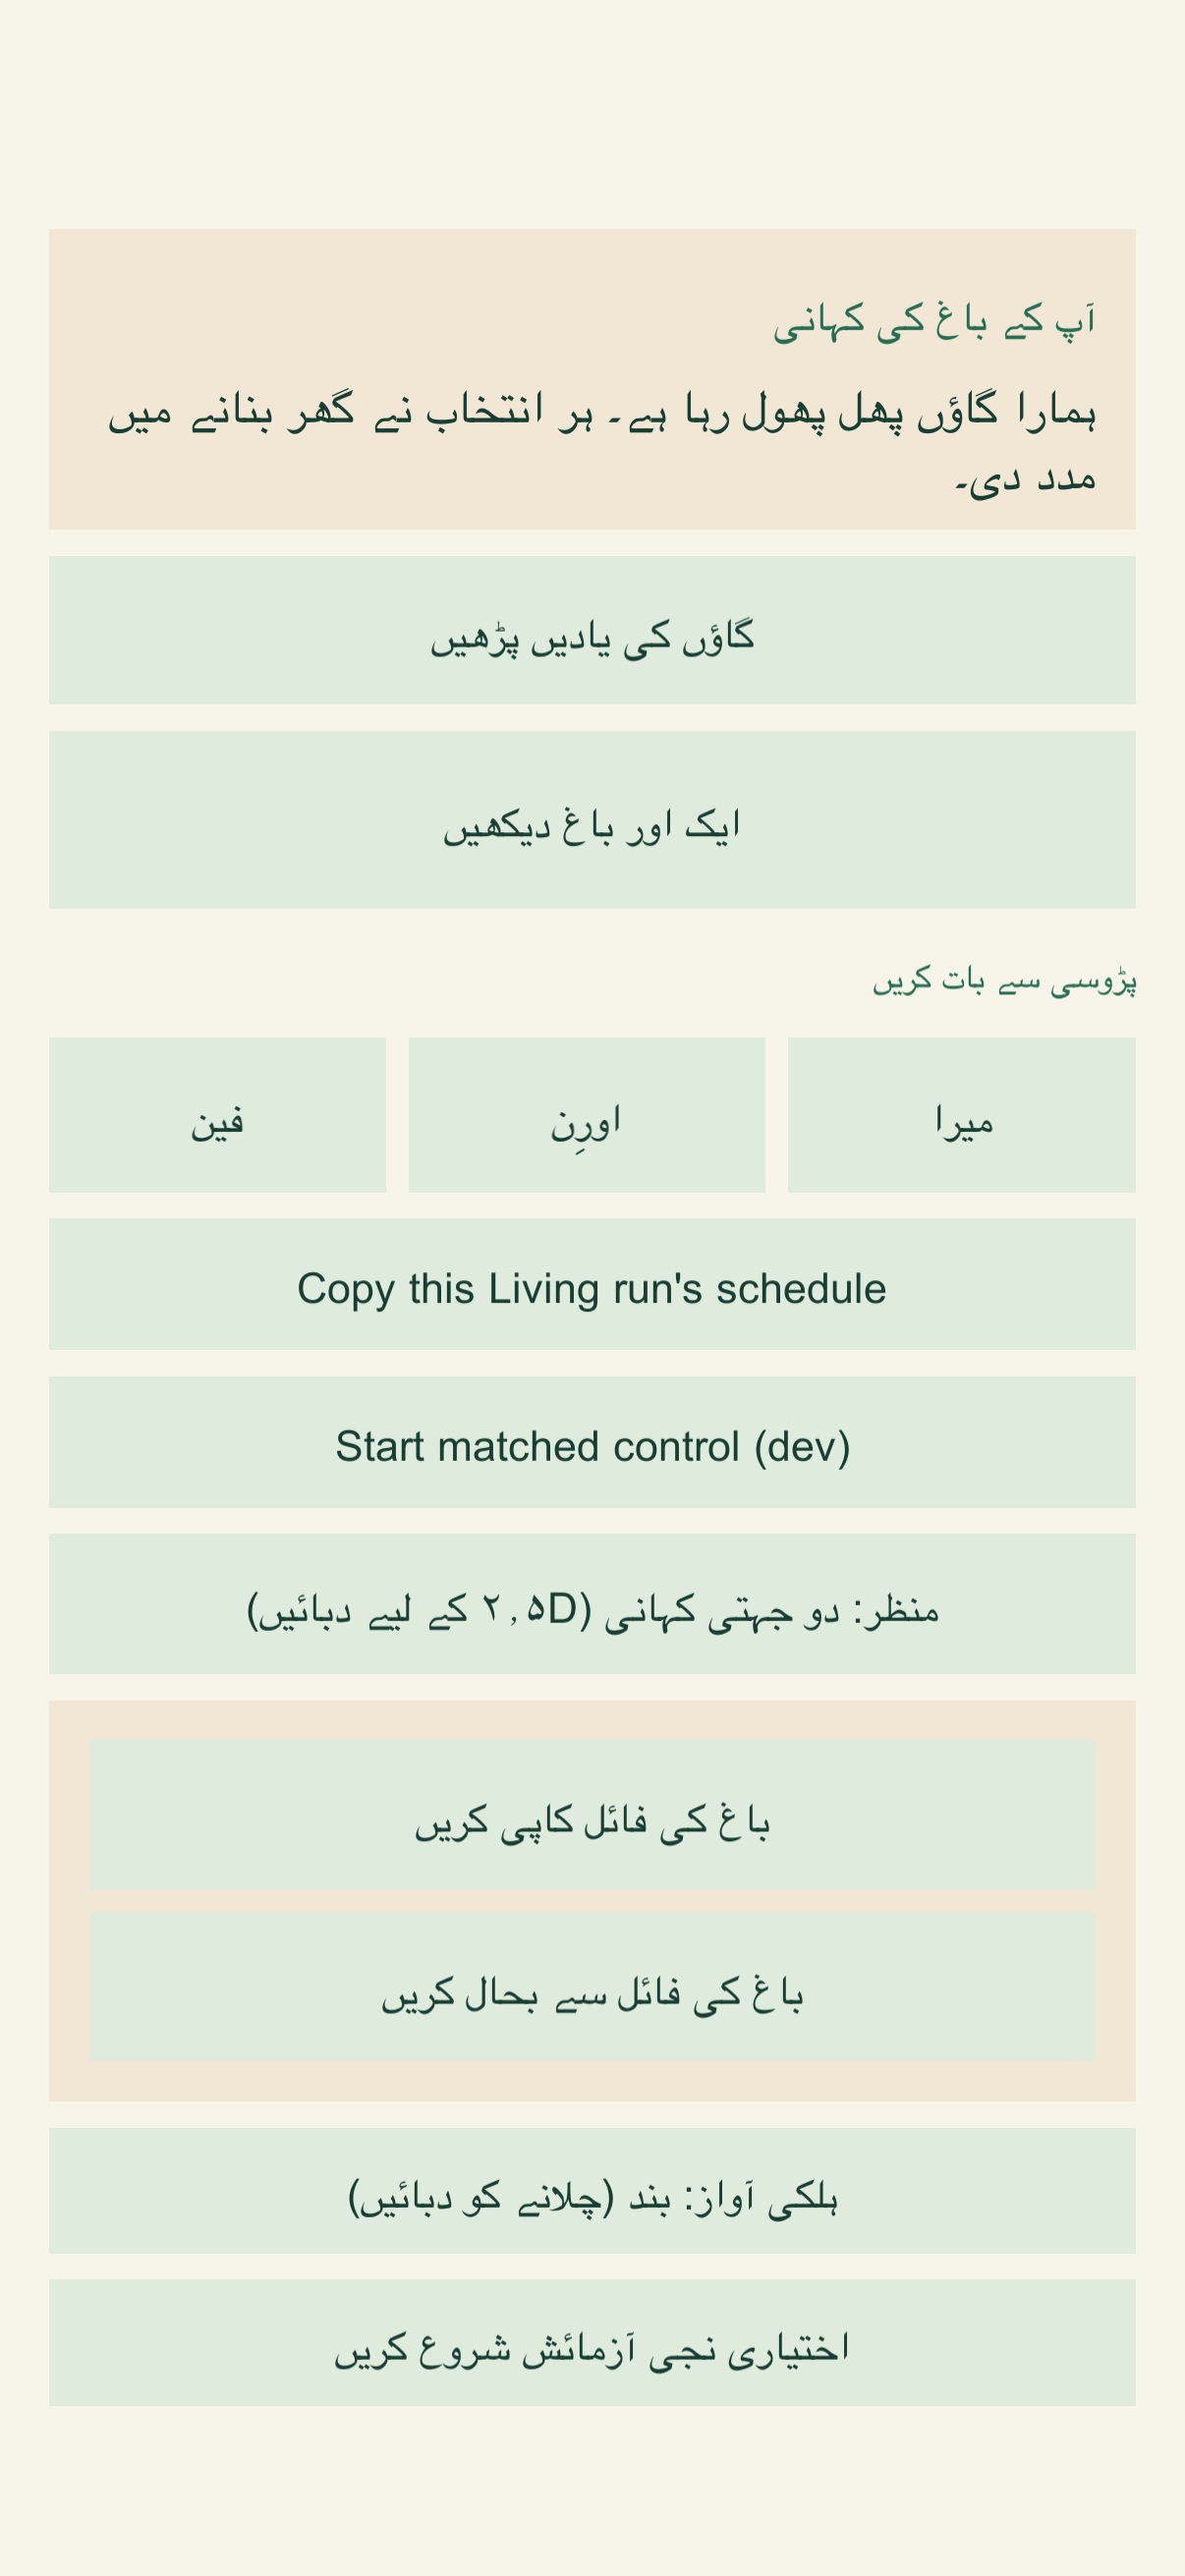 آپ کے باغ کی کہانی
ہمارا گاؤں پھل پھول رہا ہے۔ ہر انتخاب نے گھر بنانے میں
مدد دی۔
گاؤں کی یادیں پڑھیں
ایک اور باغ دیکھیں
پڑوسی سے بات کریں
میرا
اورِن
فین
Copy this Living run's schedule
Start matched control (dev)
منظر: دو جہتی کہانی (۲٫۵D کے لیے دبائیں)
باغ کی فائل کاپی کریں
باغ کی فائل سے بحال کریں
ہلکی آواز: بند (چلانے کو دبائیں)
اختیاری نجی آزمائش شروع کریں